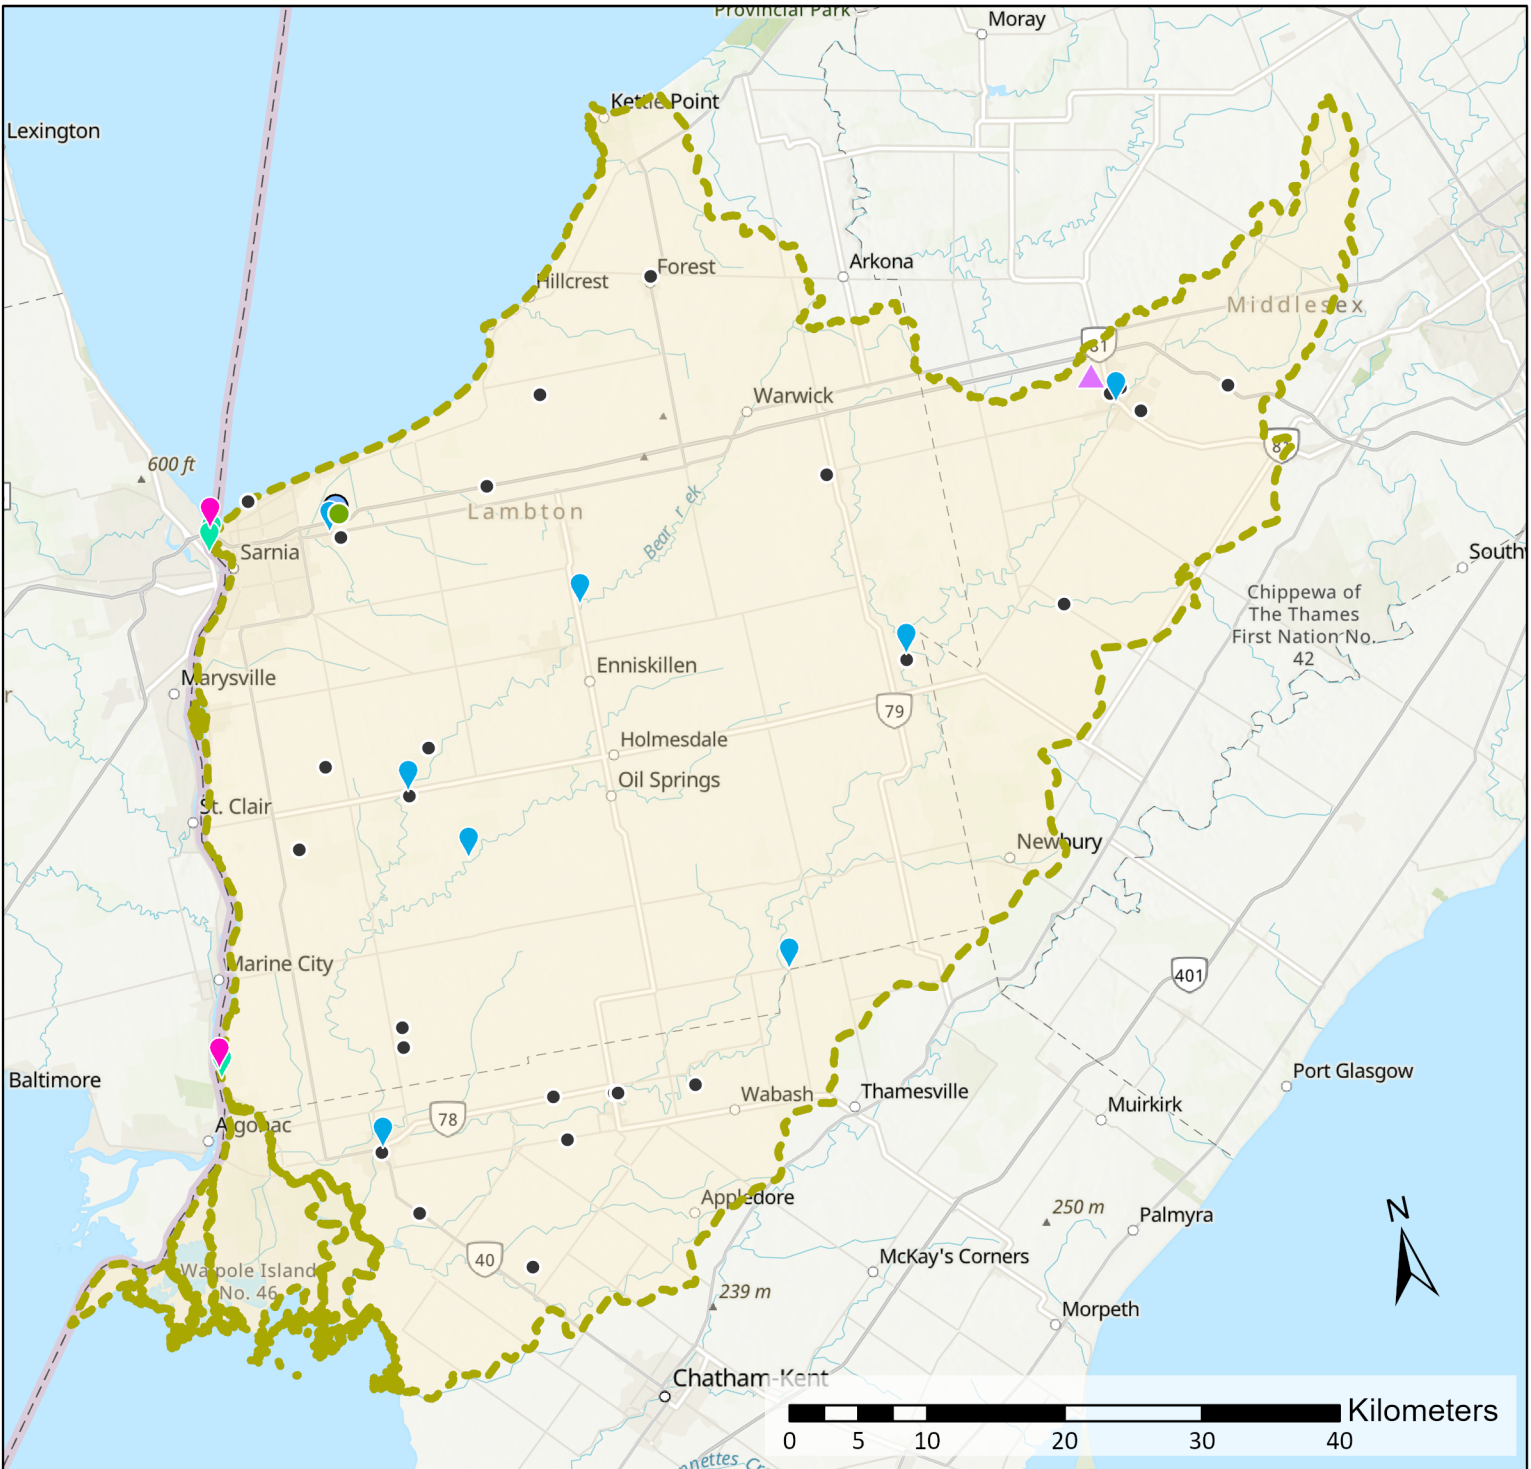 Provincial Park
Moray
Kettle Point
Lexington
Arkona
Forest
Hillcrest
Middlesex
81
Warwick
81
600 ft
Lambton
Sarnia
South
Chippewa of
The Thames
First Nation No.
42
Enniskillen
Marysville
79
Holmesdale
Oil Springs
St. Clair
Newbury
Marine City
401
Baltimore
Port Glasgow
Wabash
Thamesville
Muirkirk
78
Algonac
Appledore
250 m
Palmyra
N
McKay's Corners
40
Walpole Island
No. 46
239 m
Morpeth
Chatham-Kent
Kilometers
0 5 10 20 30 40